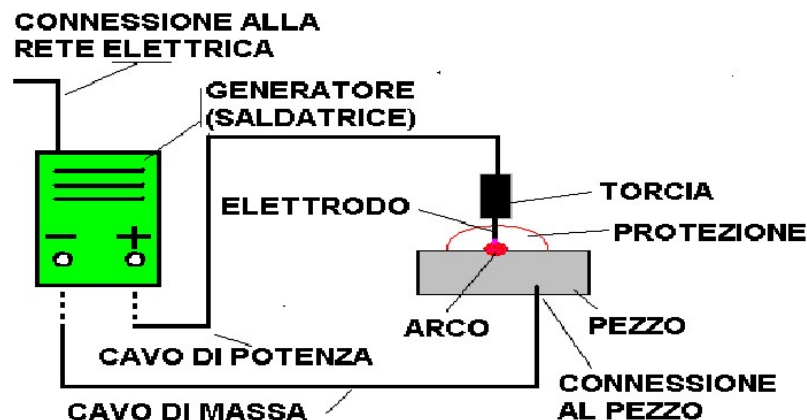 CONNESSIONE ALLA
RETE ELETTRICA
GENERATORE
(SALDATRICE)
ELETTRODO
TORCIA
PROTEZIONE
− +
ARCO
PEZZO
CAVO DI POTENZA
CONNESSIONE
AL PEZZO
CAVO DI MASSA